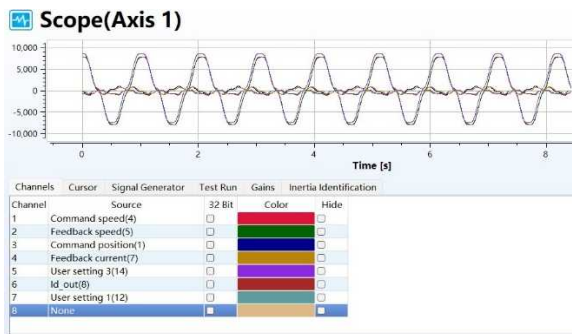 Scope(Axis 1)
10,000
5,000
0
-5,000
-10,000
0 2 4 6 8
Time [s]
Channels Cursor Signal Generator Test Run Gains Inertia Identification
Channel Source 32 Bit Color Hide
1 Command speed(4)
2 Feedback speed(5)
3 Command position(1)
4 Feedback current(7)
5 User setting 3(14)
6 Id_out(8)
7 User setting 1(12)
8 None